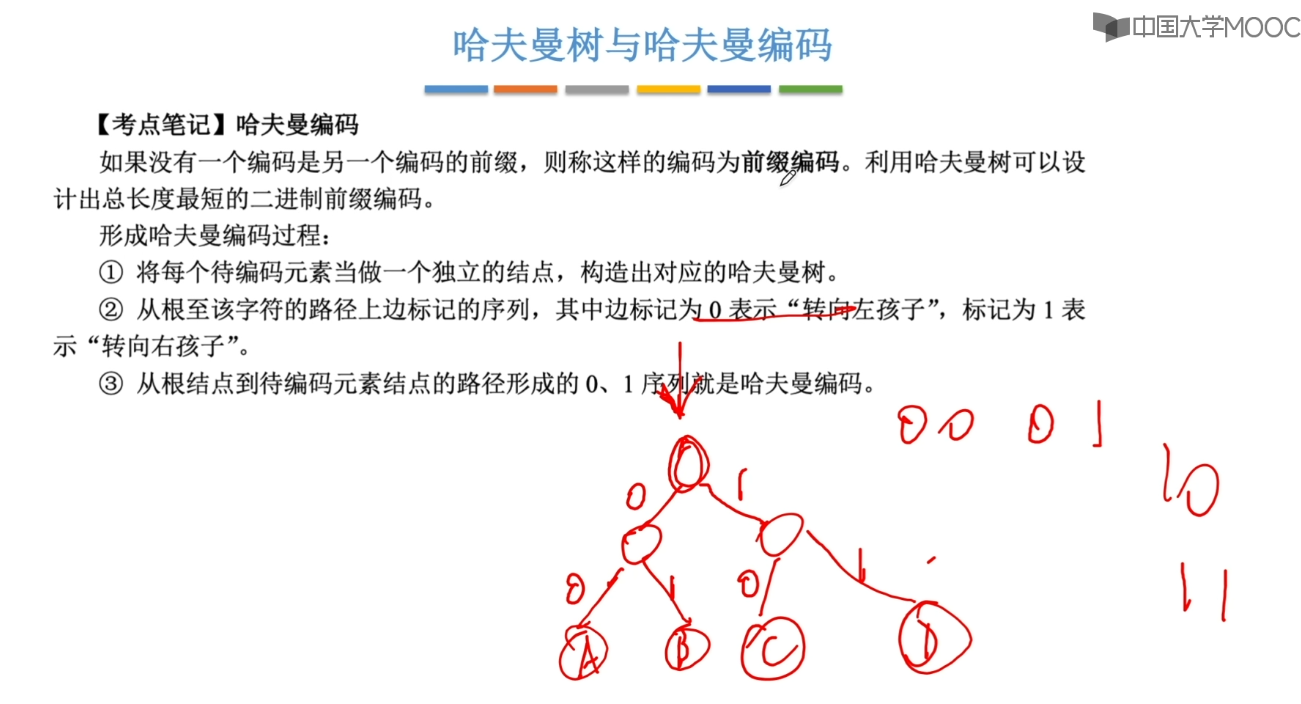 中国大学MOOC
哈夫曼树与哈夫曼编码
【考点笔记】哈夫曼编码
如果没有一个编码是另一个编码的前缀，则称这样的编码为前缀编码。利用哈夫曼树可以设
计出总长度最短的二进制前缀编码。
形成哈夫曼编码过程：
① 将每个待编码元素当做一个独立的结点，构造出对应的哈夫曼树。
② 从根至该字符的路径上边标记的序列，其中边标记为 0 表示“转向左孩子”，标记为 1 表
示“转向右孩子”。
③ 从根结点到待编码元素结点的路径形成的 0、1 序列就是哈夫曼编码。
00 01
10
0 1
0 1 0 1
11
A B C D